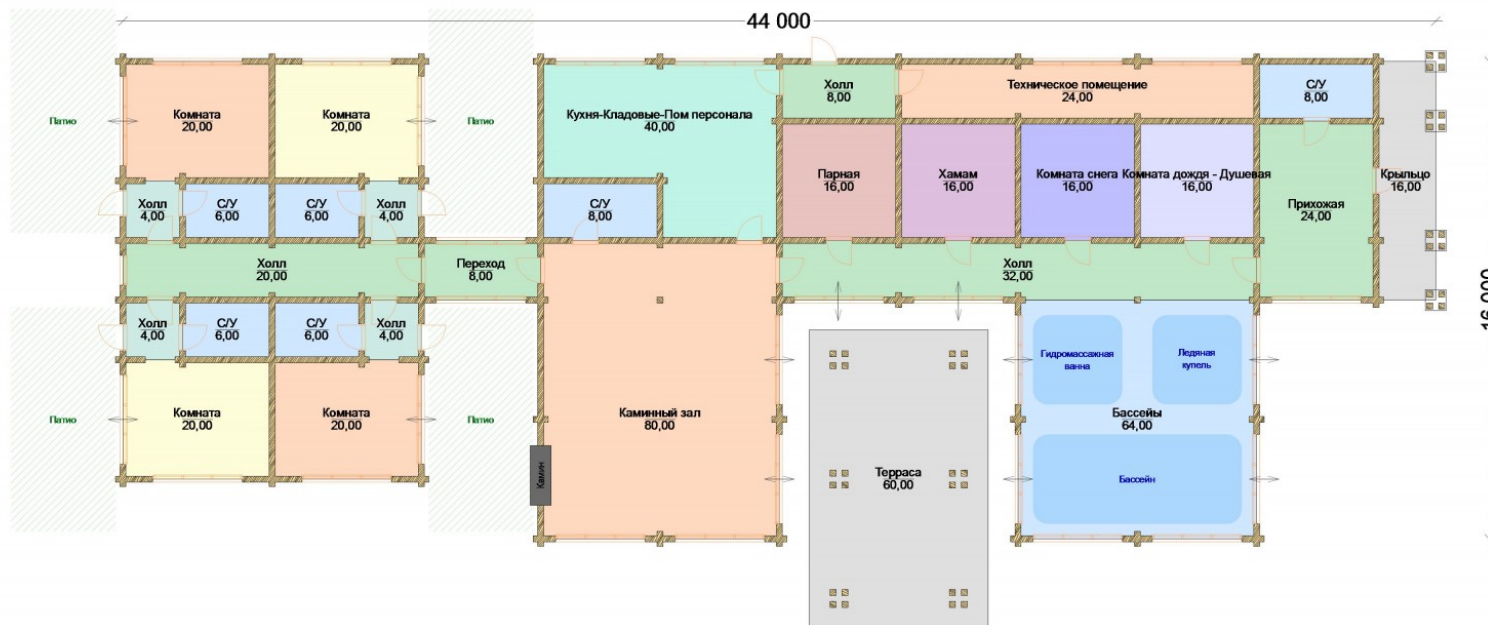 44 000
Патио
Комната
20,00
Комната
20,00
Патио
Кухня-Кладовые-Пом персонала
40,00
Холл
8,00
Техническое помещение
24,00
С/У
8,00
Парная
16,00
Хамам
16,00
Комната снега
16,00
Комната дождя - Душевая
16,00
Прихожая
24,00
Крыльцо
16,00
Холл
4,00
С/У
6,00
С/У
6,00
Холл
4,00
С/У
8,00
Холл
20,00
Переход
8,00
Холл
32,00
16 000
Холл
4,00
С/У
6,00
С/У
6,00
Холл
4,00
Гидромассажная
ванна
Ледяная
купель
Патио
Комната
20,00
Комната
20,00
Патио
Каминный зал
80,00
Бассейы
64,00
Камин
Терраса
60,00
Бассейн